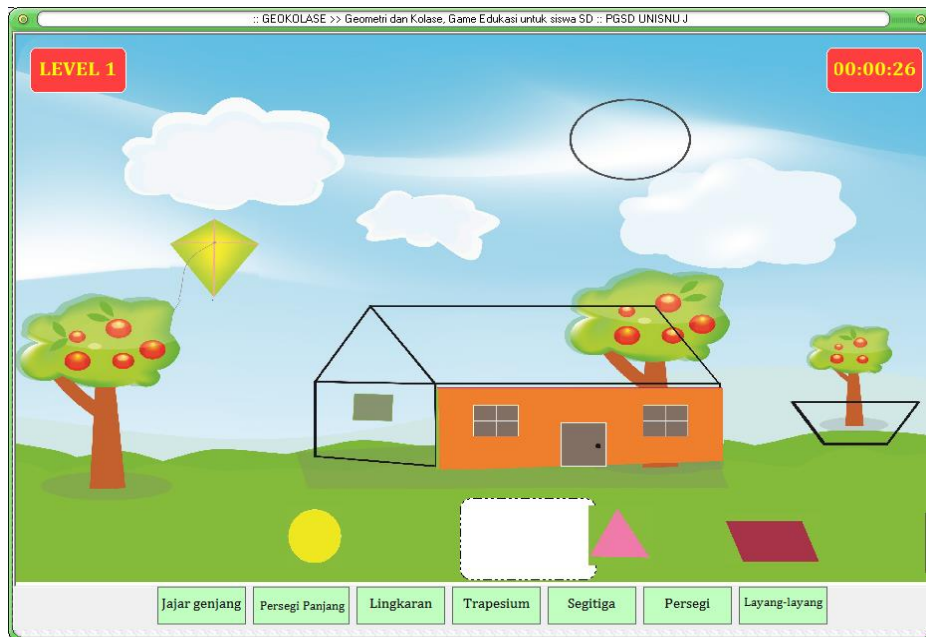 :: GEOKOLASE >> Geometri dan Kolase, Game Edukasi untuk siswa SD :: PGSD UNISNU J
LEVEL 1
00:00:26
Jajar genjang
Persegi Panjang
Lingkaran
Trapesium
Segitiga
Persegi
Layang-layang